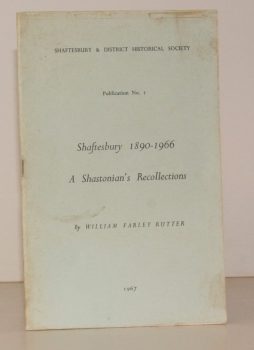 SHAFTESBURY & DISTRICT HISTORICAL SOCIETY
Publication No. 1
Shaftesbury 1890-1966
A Shastonian's Recollections
By WILLIAM FARLEY RUTTER
1967